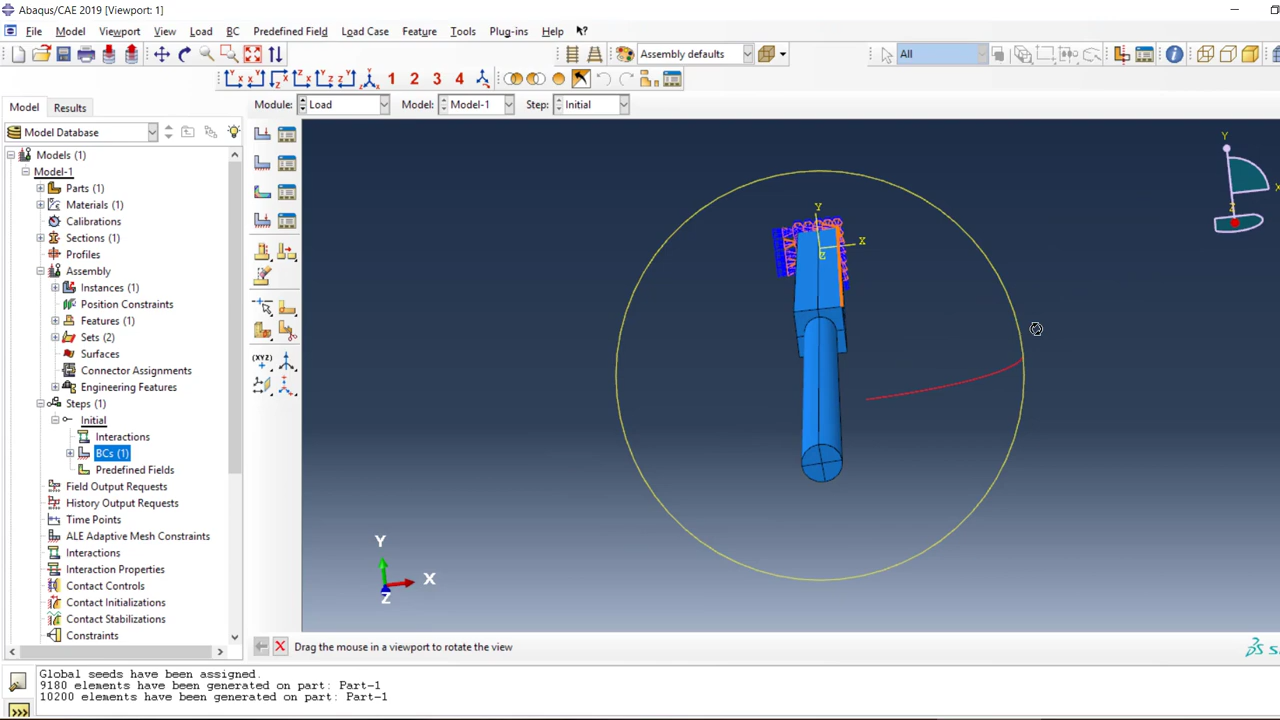 Abaqus/CAE 2019 [Viewport: 1]
File Model Viewport View Load BC Predefined Field Load Case Feature Tools Plug-ins Help
Assembly defaults All
1 2 3 4
Model Results Module: Load Model: Model-1 Step: Initial
Model Database
Models (1)
Model-1
Parts (1)
Materials (1)
Calibrations
Sections (1)
Profiles
Assembly
Instances (1)
Position Constraints
Features (1)
Sets (2)
Surfaces
Connector Assignments
Engineering Features
Steps (1)
Initial
Interactions
BCs (1)
Predefined Fields
Field Output Requests
History Output Requests
Time Points
ALE Adaptive Mesh Constraints
Interactions
Interaction Properties
Contact Controls
Contact Initializations
Contact Stabilizations
Constraints
(XYZ)
Y
X
Z
Y
X
Z
Y
Z
Drag the mouse in a viewport to rotate the view
Global seeds have been assigned.
9180 elements have been generated on part: Part-1
10200 elements have been generated on part: Part-1
>>>